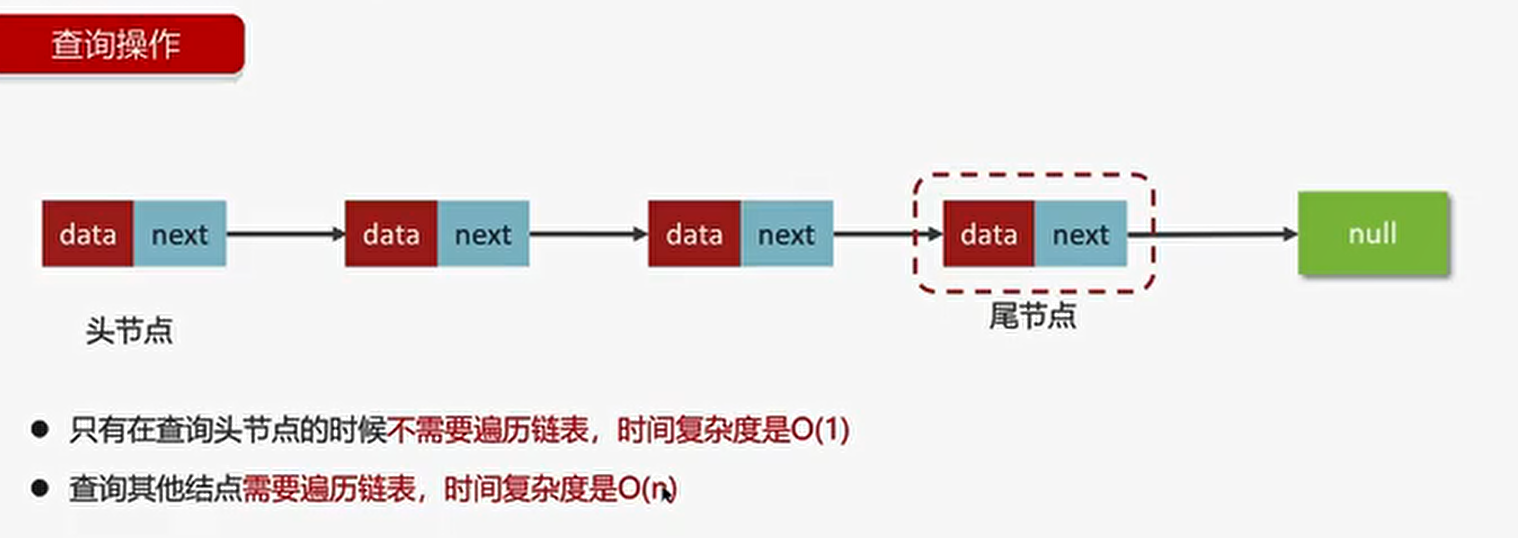 查询操作
data next data next data next data next null
头节点
尾节点
只有在查询头节点的时候不需要遍历链表，时间复杂度是O(1)
查询其他结点需要遍历链表，时间复杂度是O(n)